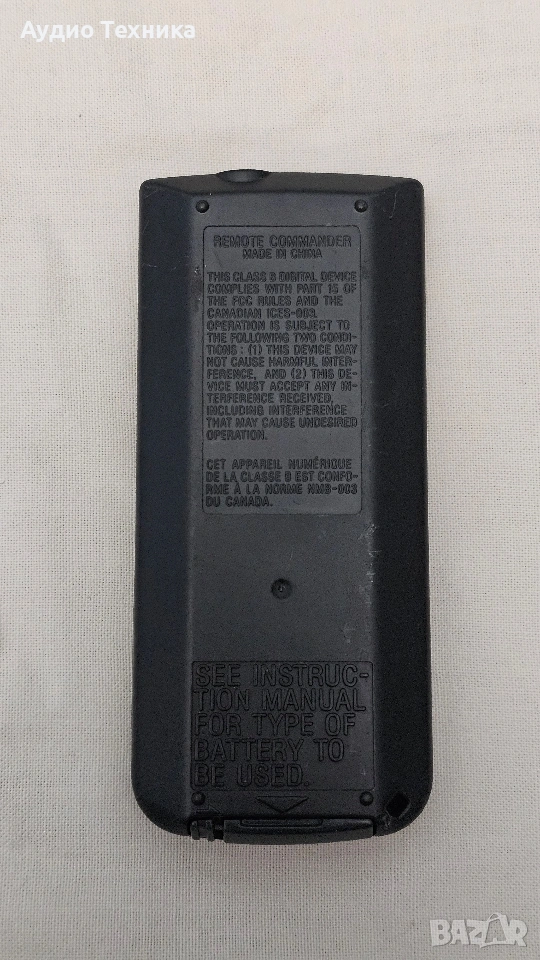 Аудио Техника
REMOTE COMMANDER
MADE IN CHINA
THIS CLASS B DIGITAL DEVICE
COMPLIES WITH PART 15 OF
THE FCC RULES AND THE
CANADIAN ICES-003.
OPERATION IS SUBJECT TO
THE FOLLOWING TWO CONDI-
TIONS : (1) THIS DEVICE MAY
NOT CAUSE HARMFUL INTER-
FERENCE, AND (2) THIS DE-
VICE MUST ACCEPT ANY IN-
TERFERENCE RECEIVED,
INCLUDING INTERFERENCE
THAT MAY CAUSE UNDESIRED
OPERATION.
CET APPAREIL NUMÉRIQUE
DE LA CLASSE B EST CONFO-
RME À LA NORME NMB-003
DU CANADA.
SEE INSTRUC-
TION MANUAL
FOR TYPE OF
BATTERY TO
BE USED.
BAZAR